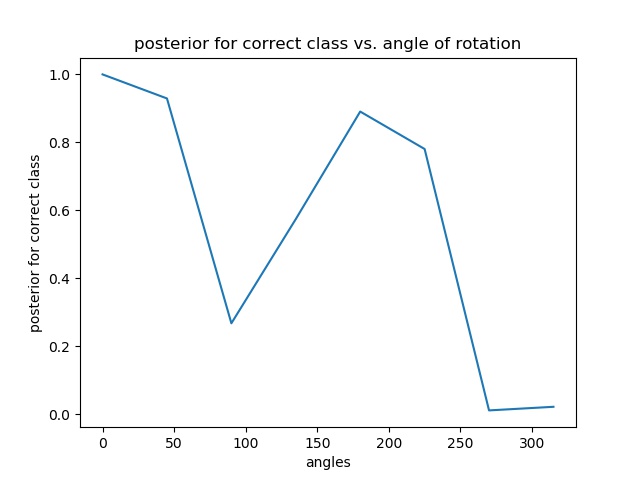 posterior for correct class vs. angle of rotation
posterior for correct class
1.0
0.8
0.6
0.4
0.2
0.0
0 50 100 150 200 250 300
angles